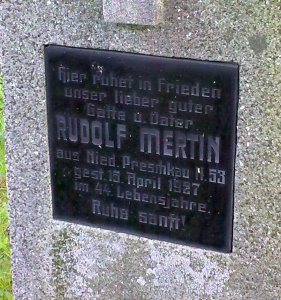 Hier ruhet in Frieden
unser lieber guter
Gatte u. Vater
RUDOLF MERTIN
aus Nied. Preschkau N. 53
gest. 15. April 1927
im 44. Lebensjahre.
Ruhe sanft!